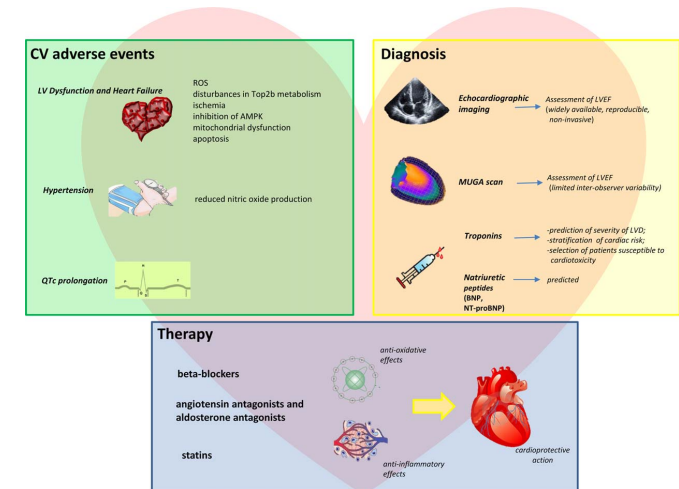 CV adverse events
LV Dysfunction and Heart Failure
ROS
disturbances in Top2b metabolism
ischemia
inhibition of AMPK
mitochondrial dysfunction
apoptosis
Hypertension
reduced nitric oxide production
QTc prolongation
P
R
Q
S
T
Diagnosis
Echocardiographic
imaging
Assessment of LVEF
(widely available, reproducible,
non-invasive)
MUGA scan
Assessment of LVEF
(limited inter-observer variability)
Troponins
-prediction of severity of LVD;
-stratification of cardiac risk;
-selection of patients susceptible to
cardiotoxicity
Natriuretic
peptides
(BNP,
NT-proBNP)
predicted
Therapy
beta-blockers
angiotensin antagonists and
aldosterone antagonists
statins
anti-oxidative
effects
anti-inflammatory
effects
cardioprotective
action